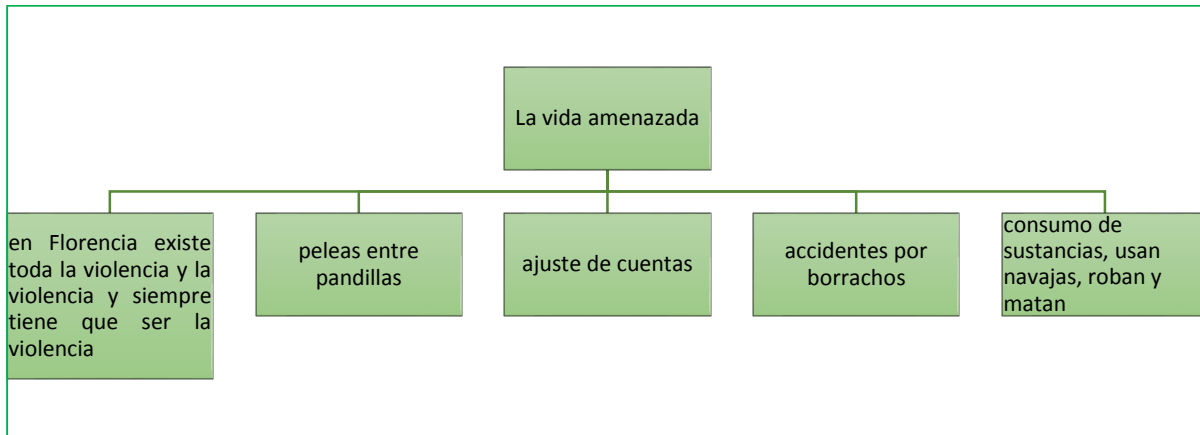 La vida amenazada
en Florencia existe
toda la violencia y la
violencia y siempre
tiene que ser la
violencia
peleas entre
pandillas
ajuste de cuentas
accidentes por
borrachos
consumo de
sustancias, usan
navajas, roban y
matan